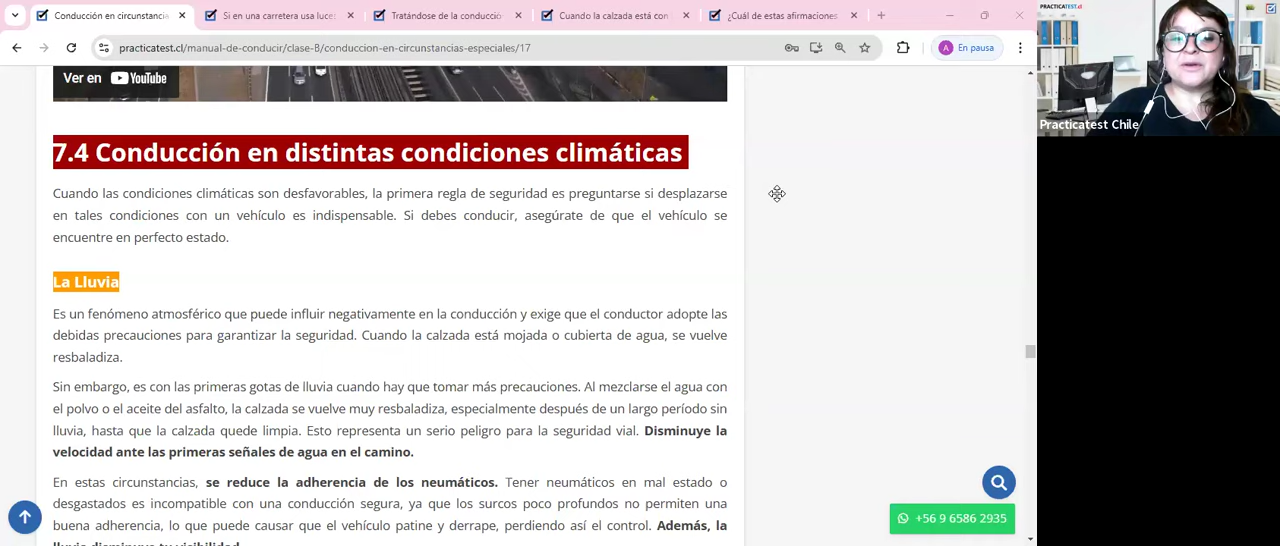 Conducción en circunstancia
Si en una carretera usa luces
Tratándose de la conducción
Cuando la calzada está con
¿Cuál de estas afirmaciones
practicatest.cl/manual-de-conducir/clase-B/conduccion-en-circunstancias-especiales/17
A
En pausa
PRACTICATEST.cl
Practicatest Chile
Ver en YouTube
7.4 Conducción en distintas condiciones climáticas
Cuando las condiciones climáticas son desfavorables, la primera regla de seguridad es preguntarse si desplazarse
en tales condiciones con un vehículo es indispensable. Si debes conducir, asegúrate de que el vehículo se
encuentre en perfecto estado.
La Lluvia
Es un fenómeno atmosférico que puede influir negativamente en la conducción y exige que el conductor adopte las
debidas precauciones para garantizar la seguridad. Cuando la calzada está mojada o cubierta de agua, se vuelve
resbaladiza.
Sin embargo, es con las primeras gotas de lluvia cuando hay que tomar más precauciones. Al mezclarse el agua con
el polvo o el aceite del asfalto, la calzada se vuelve muy resbaladiza, especialmente después de un largo período sin
lluvia, hasta que la calzada quede limpia. Esto representa un serio peligro para la seguridad vial. Disminuye la
velocidad ante las primeras señales de agua en el camino.
En estas circunstancias, se reduce la adherencia de los neumáticos. Tener neumáticos en mal estado o
desgastados es incompatible con una conducción segura, ya que los surcos poco profundos no permiten una
buena adherencia, lo que puede causar que el vehículo patine y derrape, perdiendo así el control. Además, la
lluvia disminuye tu visibilidad.
+56 9 6586 2935